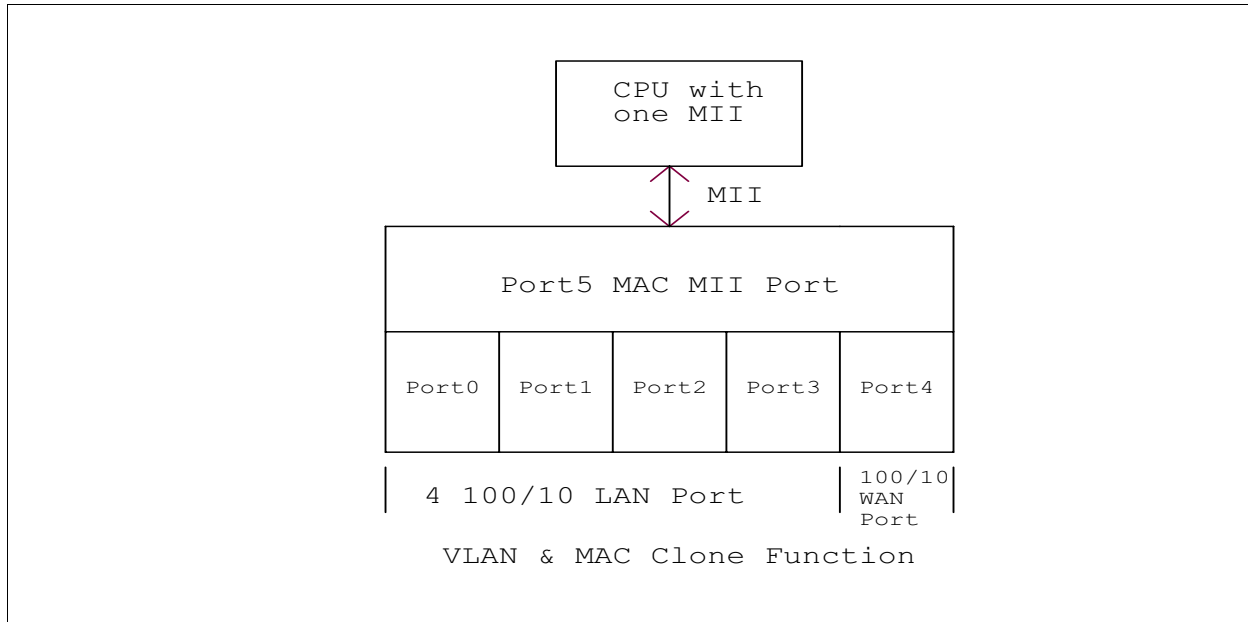 CPU with
one MII
MII
Port5 MAC MII Port
Port0
Port1
Port2
Port3
Port4
4 100/10 LAN Port
100/10
WAN
Port
VLAN & MAC Clone Function